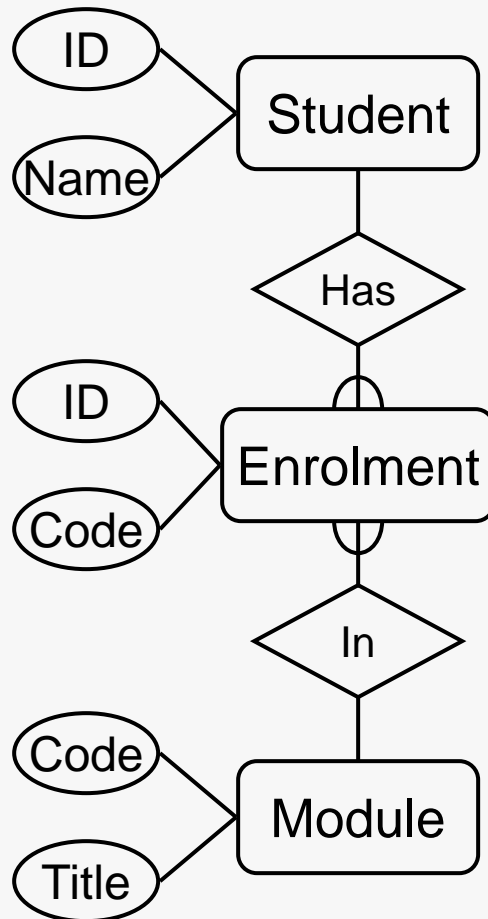 ID
Student
Name
Has
ID
Enrolment
Code
In
Code
Module
Title